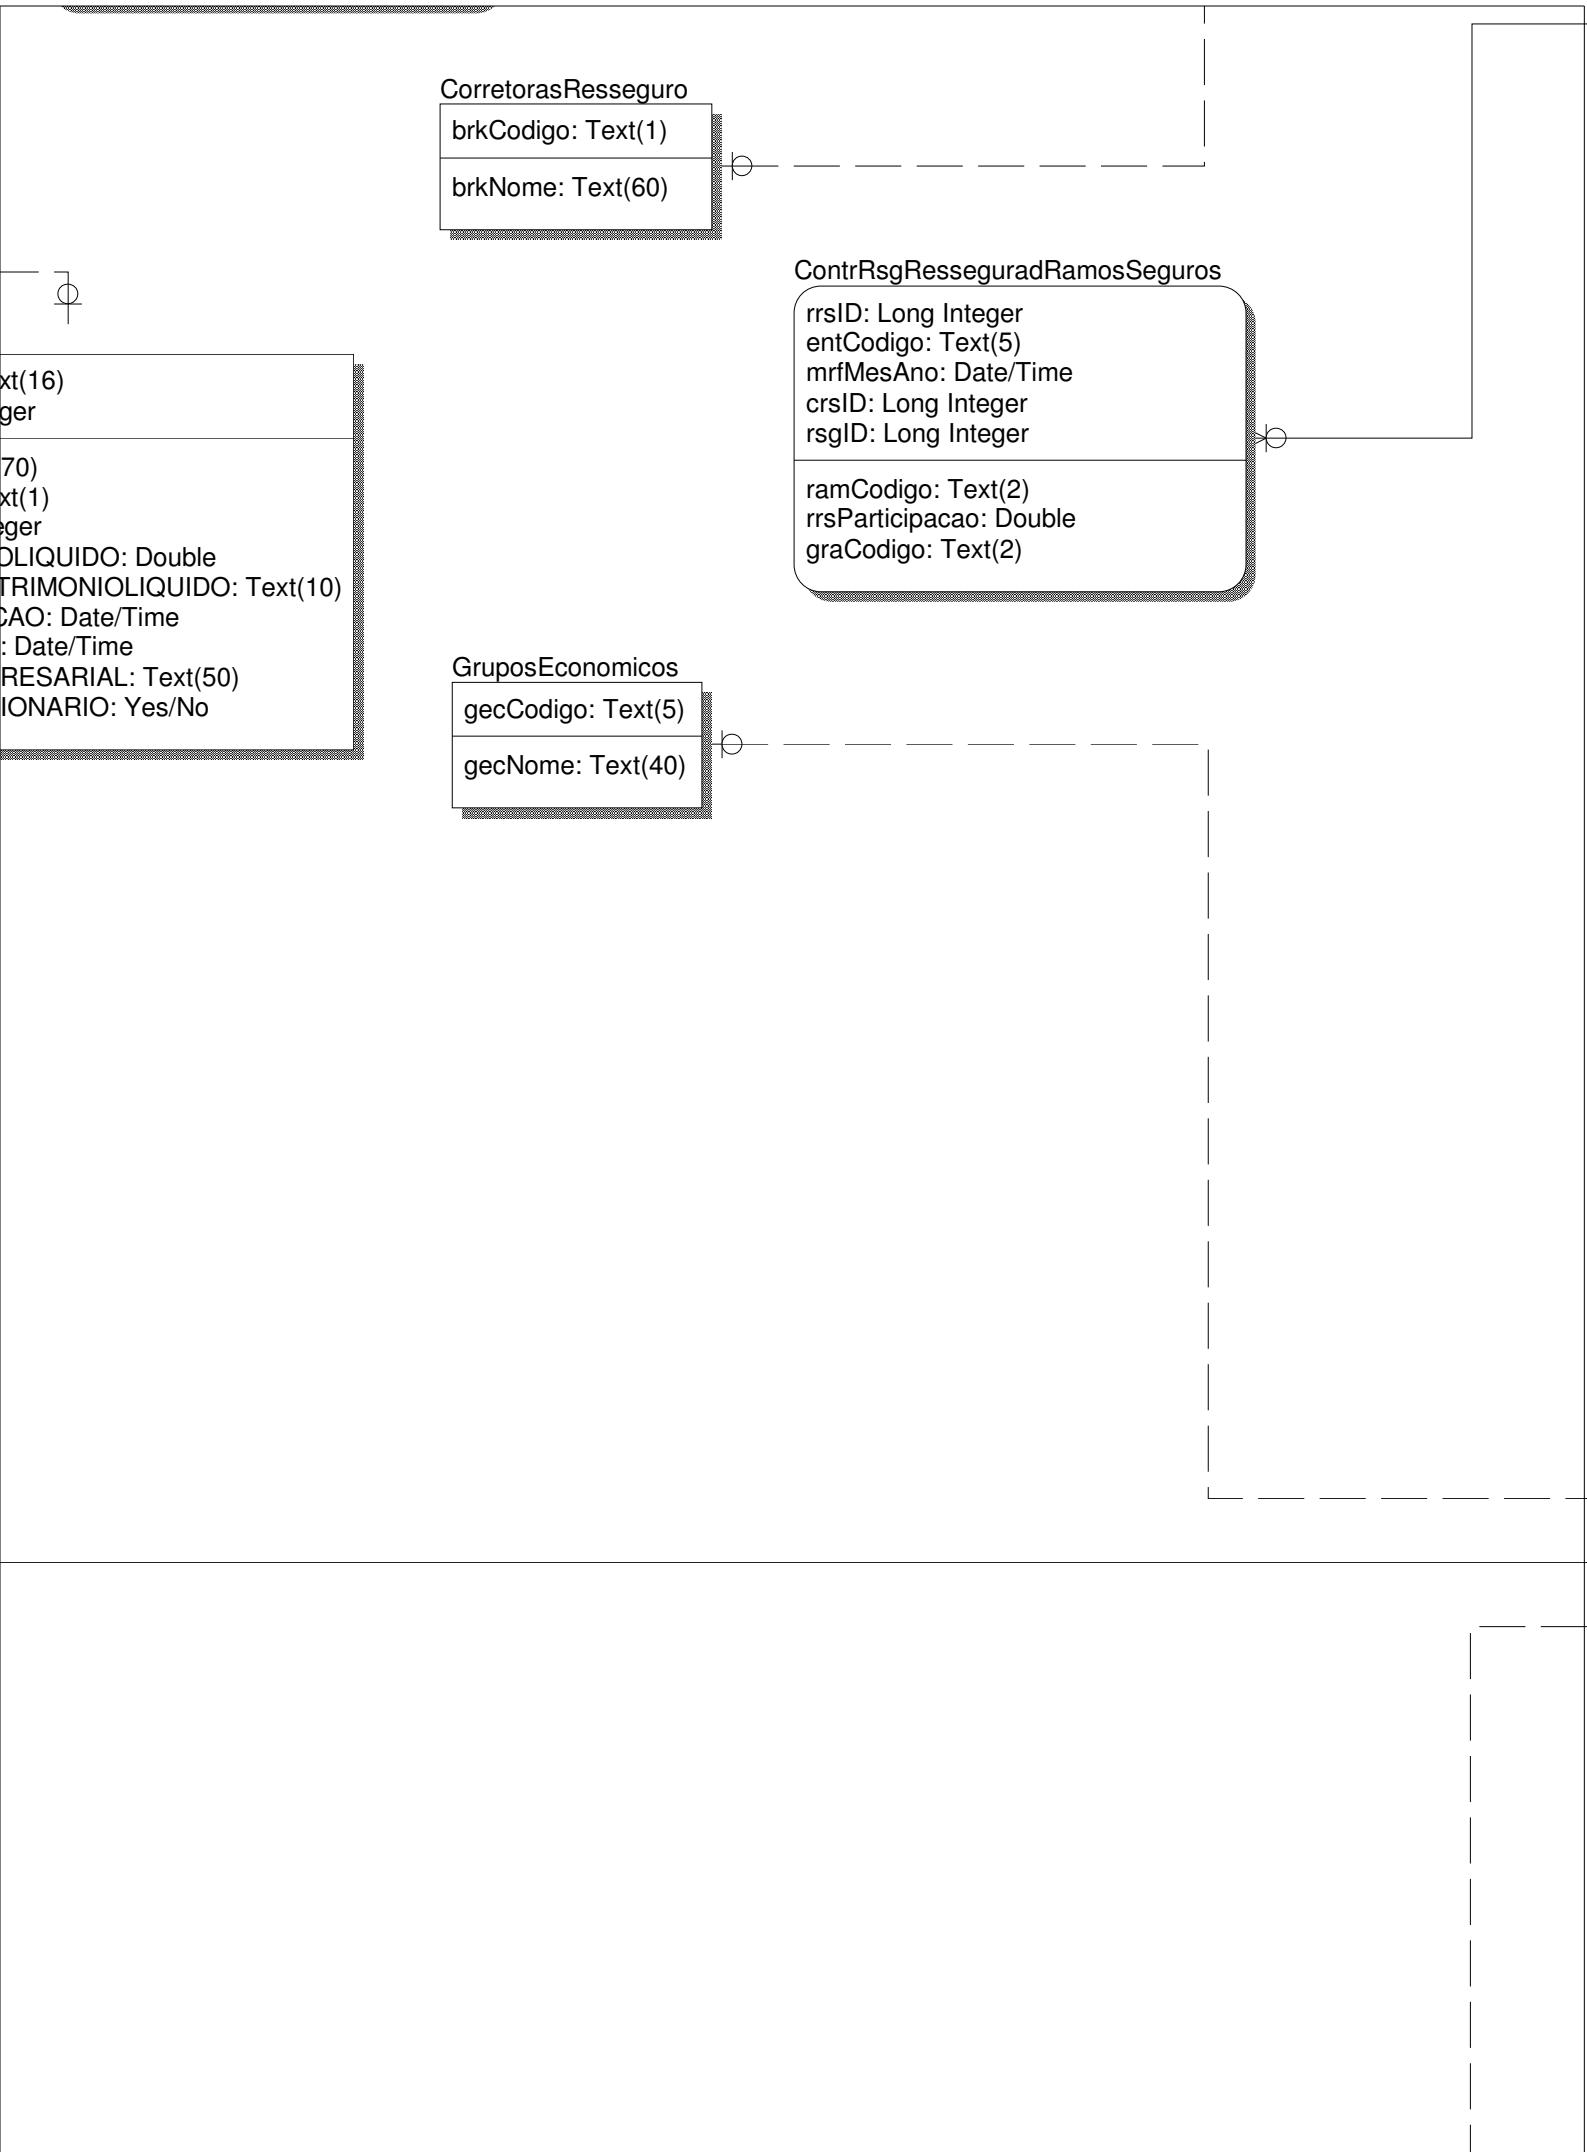 CorretorasResseguro
brkCodigo: Text(1)
brkNome: Text(60)
ContrRsgResseguradRamosSeguros
rrsID: Long Integer
entCodigo: Text(5)
mrfMesAno: Date/Time
crsID: Long Integer
rsgID: Long Integer
ramCodigo: Text(2)
rrsParticipacao: Double
graCodigo: Text(2)
xt(16)
ger
70)
xt(1)
eger
OLIQUIDO: Double
TRIMONIOLIQUIDO: Text(10)
CAO: Date/Time
: Date/Time
RESARIAL: Text(50)
IONARIO: Yes/No
GruposEconomicos
gecCodigo: Text(5)
gecNome: Text(40)